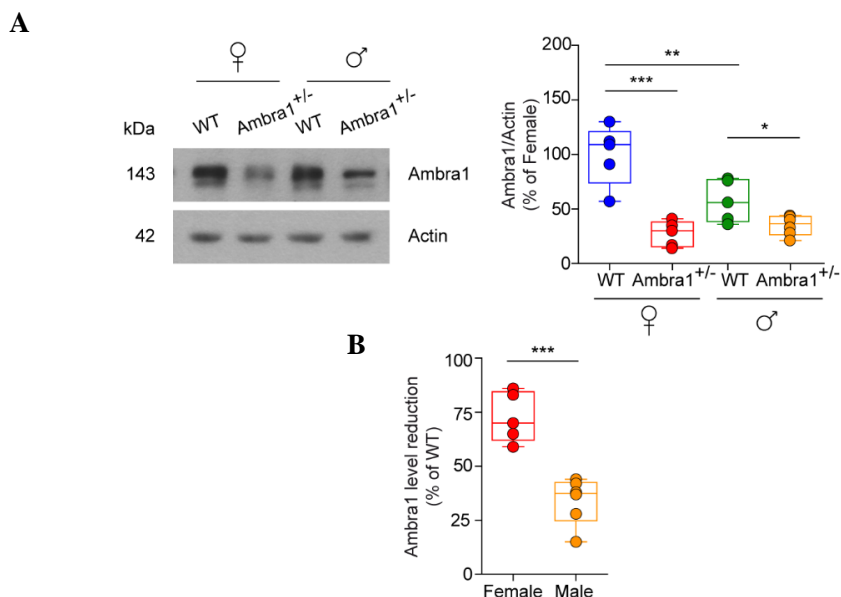 A
♀ ♂
kDa WT Ambra1+/- WT Ambra1+/-
143 Ambra1
42 Actin
Ambra1/Actin
(% of Female)
200
150
100
50
0
**
***
*
WT Ambra1+/- WT Ambra1+/-
♀ ♂
B
Ambra1 level reduction
(% of WT)
100
75
50
25
0
***
Female Male